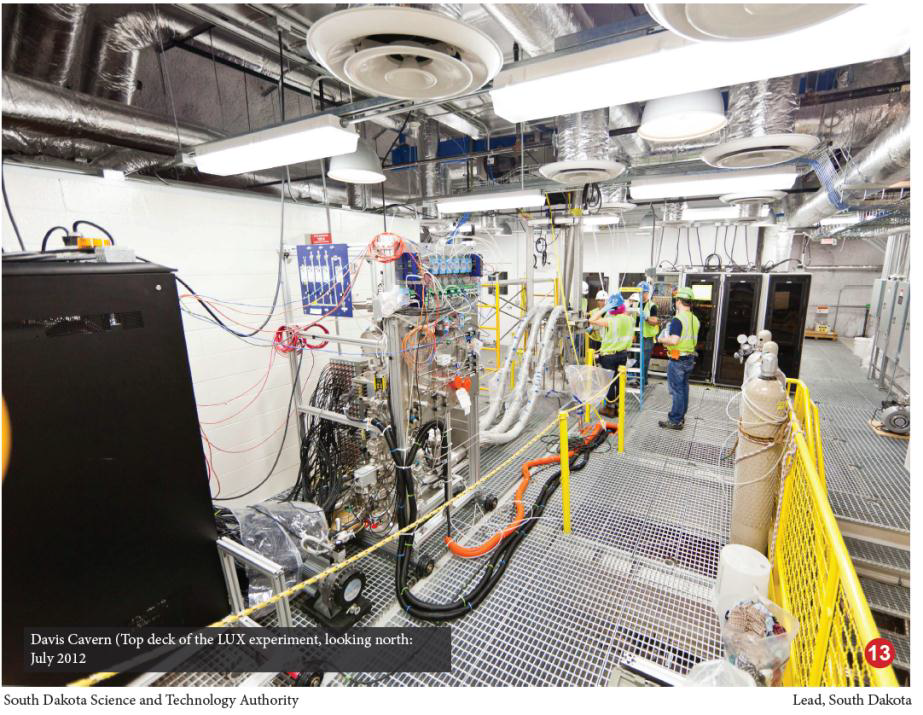 Davis Cavern (Top deck of the LUX experiment, looking north:
July 2012
13
South Dakota Science and Technology Authority
Lead, South Dakota